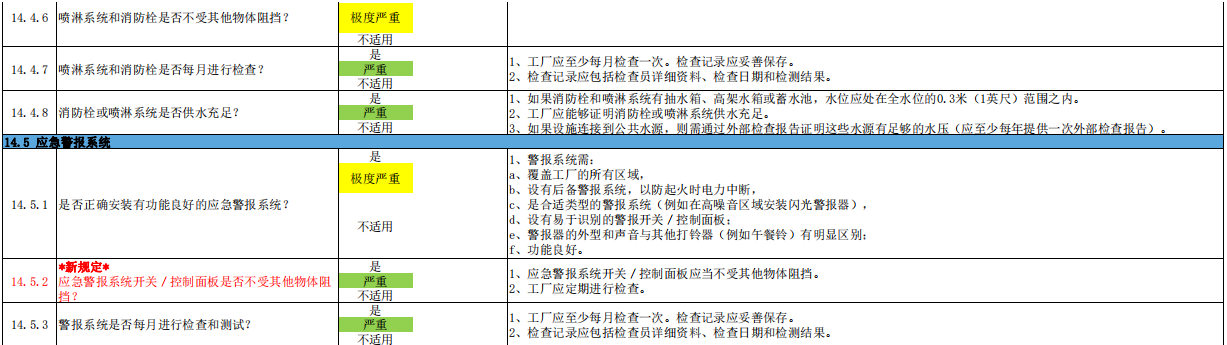 14.4.6 喷淋系统和消防栓是否不受其他物体阻挡？
极度严重
不适用
是
14.4.7 喷淋系统和消防栓是否每月进行检查？
严重
不适用
1、工厂应至少每月检查一次。检查记录应妥善保存。
2、检查记录应包括检查员详细资料、检查日期和检测结果。
是
14.4.8 消防栓或喷淋系统是否供水充足？
严重
不适用
1、如果消防栓和喷淋系统有抽水箱、高架水箱或蓄水池，水位应处在全水位的0.3米（1英尺）范围之内。
2、工厂应能够证明消防栓或喷淋系统供水充足。
3、如果设施连接到公共水源，则需通过外部检查报告证明这些水源有足够的水压（应至少每年提供一次外部检查报告）。
14.5 应急警报系统
是
极度严重
14.5.1 是否正确安装有功能良好的应急警报系统？
不适用
1、警报系统需：
a、覆盖工厂的所有区域，
b、设有后备警报系统，以防起火时电力中断，
c、是合适类型的警报系统（例如在高噪音区域安装闪光警报器），
d、设有易于识别的警报开关／控制面板；
e、警报器的外型和声音与其他打铃器（例如午餐铃）有明显区别；
f、功能良好。
*新规定*
14.5.2 应急警报系统开关／控制面板是否不受其他物体阻
挡？
是
严重
不适用
1、应急警报系统开关／控制面板应当不受其他物体阻挡。
2、工厂应定期进行检查。
是
14.5.3 警报系统是否每月进行检查和测试？
严重
不适用
1、工厂应至少每月检查一次。检查记录应妥善保存。
2、检查记录应包括检查员详细资料、检查日期和检测结果。